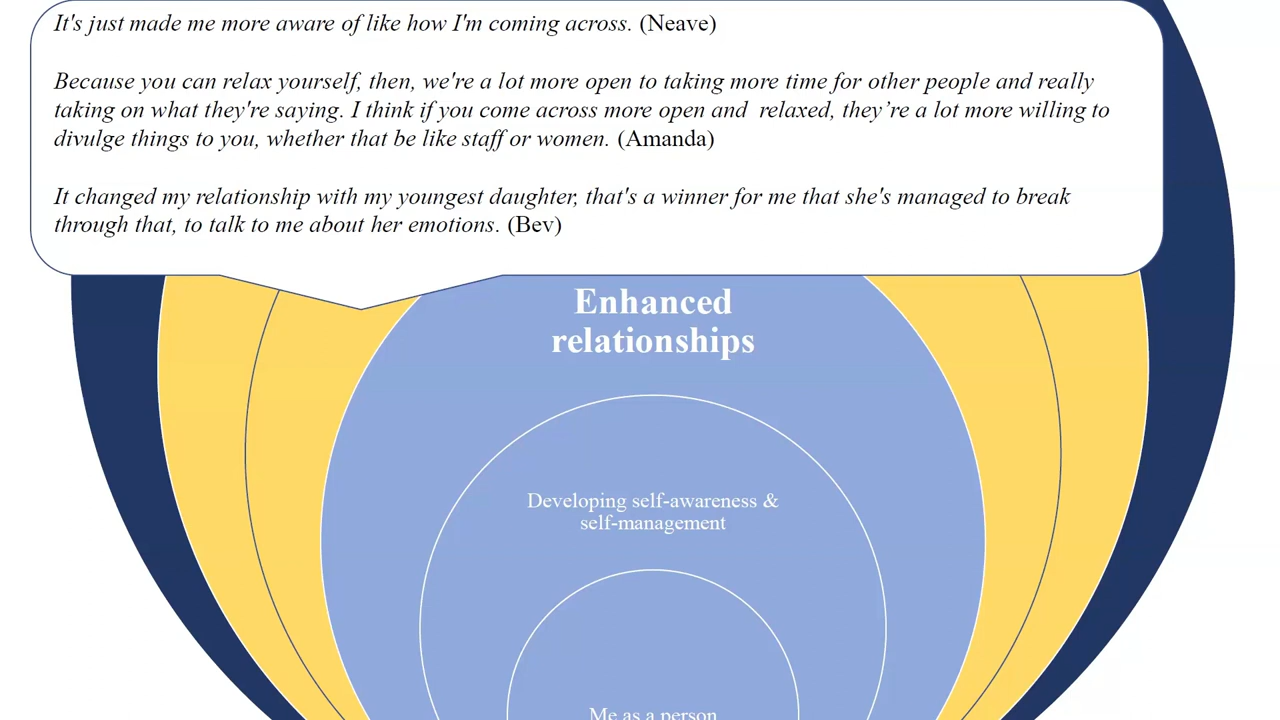 It's just made me more aware of like how I'm coming across. (Neave)
Because you can relax yourself, then, we're a lot more open to taking more time for other people and really
taking on what they're saying. I think if you come across more open and  relaxed, they’re a lot more willing to
divulge things to you, whether that be like staff or women. (Amanda)
It changed my relationship with my youngest daughter, that's a winner for me that she's managed to break
through that, to talk to me about her emotions. (Bev)
Enhanced
relationships
Developing self-awareness &
self-management
Me as a person